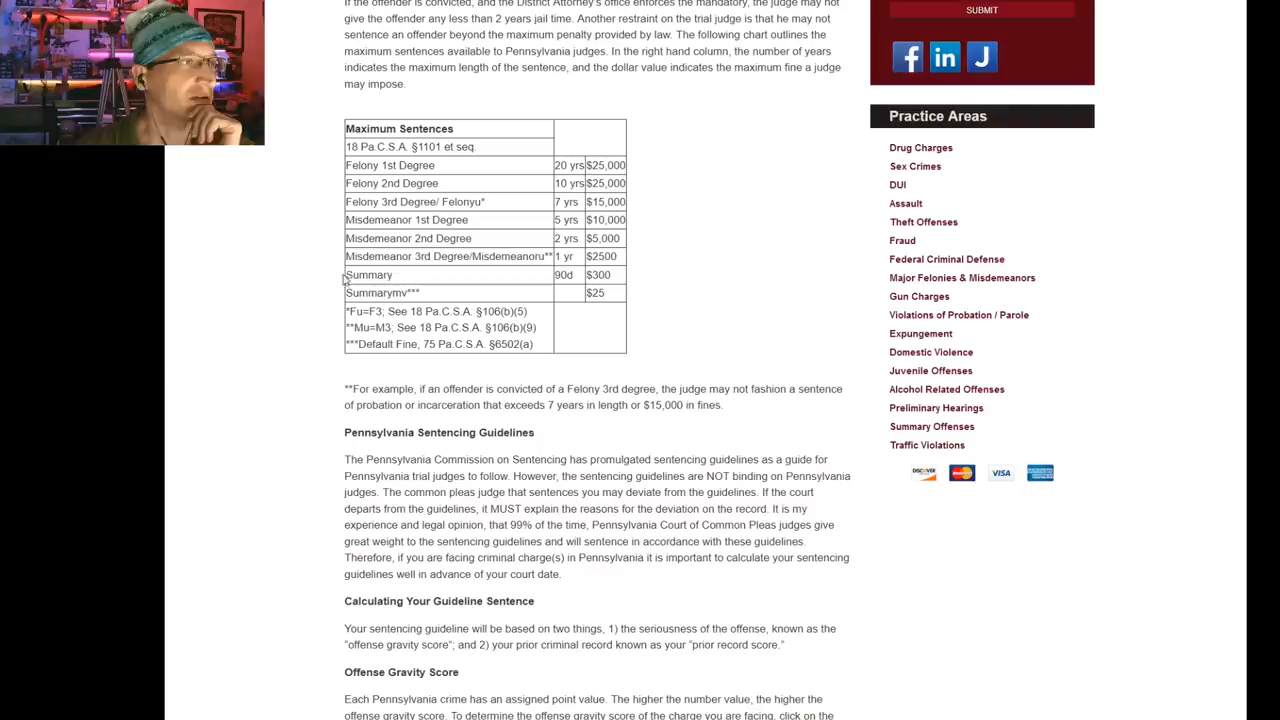 If the offender is convicted, and the District Attorney's office enforces the mandatory, the judge may not
give the offender any less than 2 years jail time. Another restraint on the trial judge is that he may not
sentence an offender beyond the maximum penalty provided by law. The following chart outlines the
maximum sentences available to Pennsylvania judges. In the right hand column, the number of years
indicates the maximum length of the sentence, and the dollar value indicates the maximum fine a judge
may impose.
Maximum Sentences
18 Pa.C.S.A. §1101 et seq.
Felony 1st Degree 20 yrs $25,000
Felony 2nd Degree 10 yrs $25,000
Felony 3rd Degree/ Felonyu* 7 yrs $15,000
Misdemeanor 1st Degree 5 yrs $10,000
Misdemeanor 2nd Degree 2 yrs $5,000
Misdemeanor 3rd Degree/Misdemeanoru** 1 yr $2500
Summary 90d $300
Summarymv*** $25
*Fu=F3; See 18 Pa.C.S.A. §106(b)(5)
**Mu=M3; See 18 Pa.C.S.A. §106(b)(9)
***Default Fine, 75 Pa.C.S.A. §6502(a)
**For example, if an offender is convicted of a Felony 3rd degree, the judge may not fashion a sentence
of probation or incarceration that exceeds 7 years in length or $15,000 in fines.
Pennsylvania Sentencing Guidelines
The Pennsylvania Commission on Sentencing has promulgated sentencing guidelines as a guide for
Pennsylvania trial judges to follow. However, the sentencing guidelines are NOT binding on Pennsylvania
judges. The common pleas judge that sentences you may deviate from the guidelines. If the court
departs from the guidelines, it MUST explain the reasons for the deviation on the record. It is my
experience and legal opinion, that 99% of the time, Pennsylvania Court of Common Pleas judges give
great weight to the sentencing guidelines and will sentence in accordance with these guidelines.
Therefore, if you are facing criminal charge(s) in Pennsylvania it is important to calculate your sentencing
guidelines well in advance of your court date.
Calculating Your Guideline Sentence
Your sentencing guideline will be based on two things, 1) the seriousness of the offense, known as the
"offense gravity score"; and 2) your prior criminal record known as your "prior record score."
Offense Gravity Score
Each Pennsylvania crime has an assigned point value. The higher the number value, the higher the
offense gravity score. To determine the offense gravity score of the charge you are facing, click on the
SUBMIT
f in J
Practice Areas
Drug Charges
Sex Crimes
DUI
Assault
Theft Offenses
Fraud
Federal Criminal Defense
Major Felonies & Misdemeanors
Gun Charges
Violations of Probation / Parole
Expungement
Domestic Violence
Juvenile Offenses
Alcohol Related Offenses
Preliminary Hearings
Summary Offenses
Traffic Violations
DISCOVER MasterCard VISA